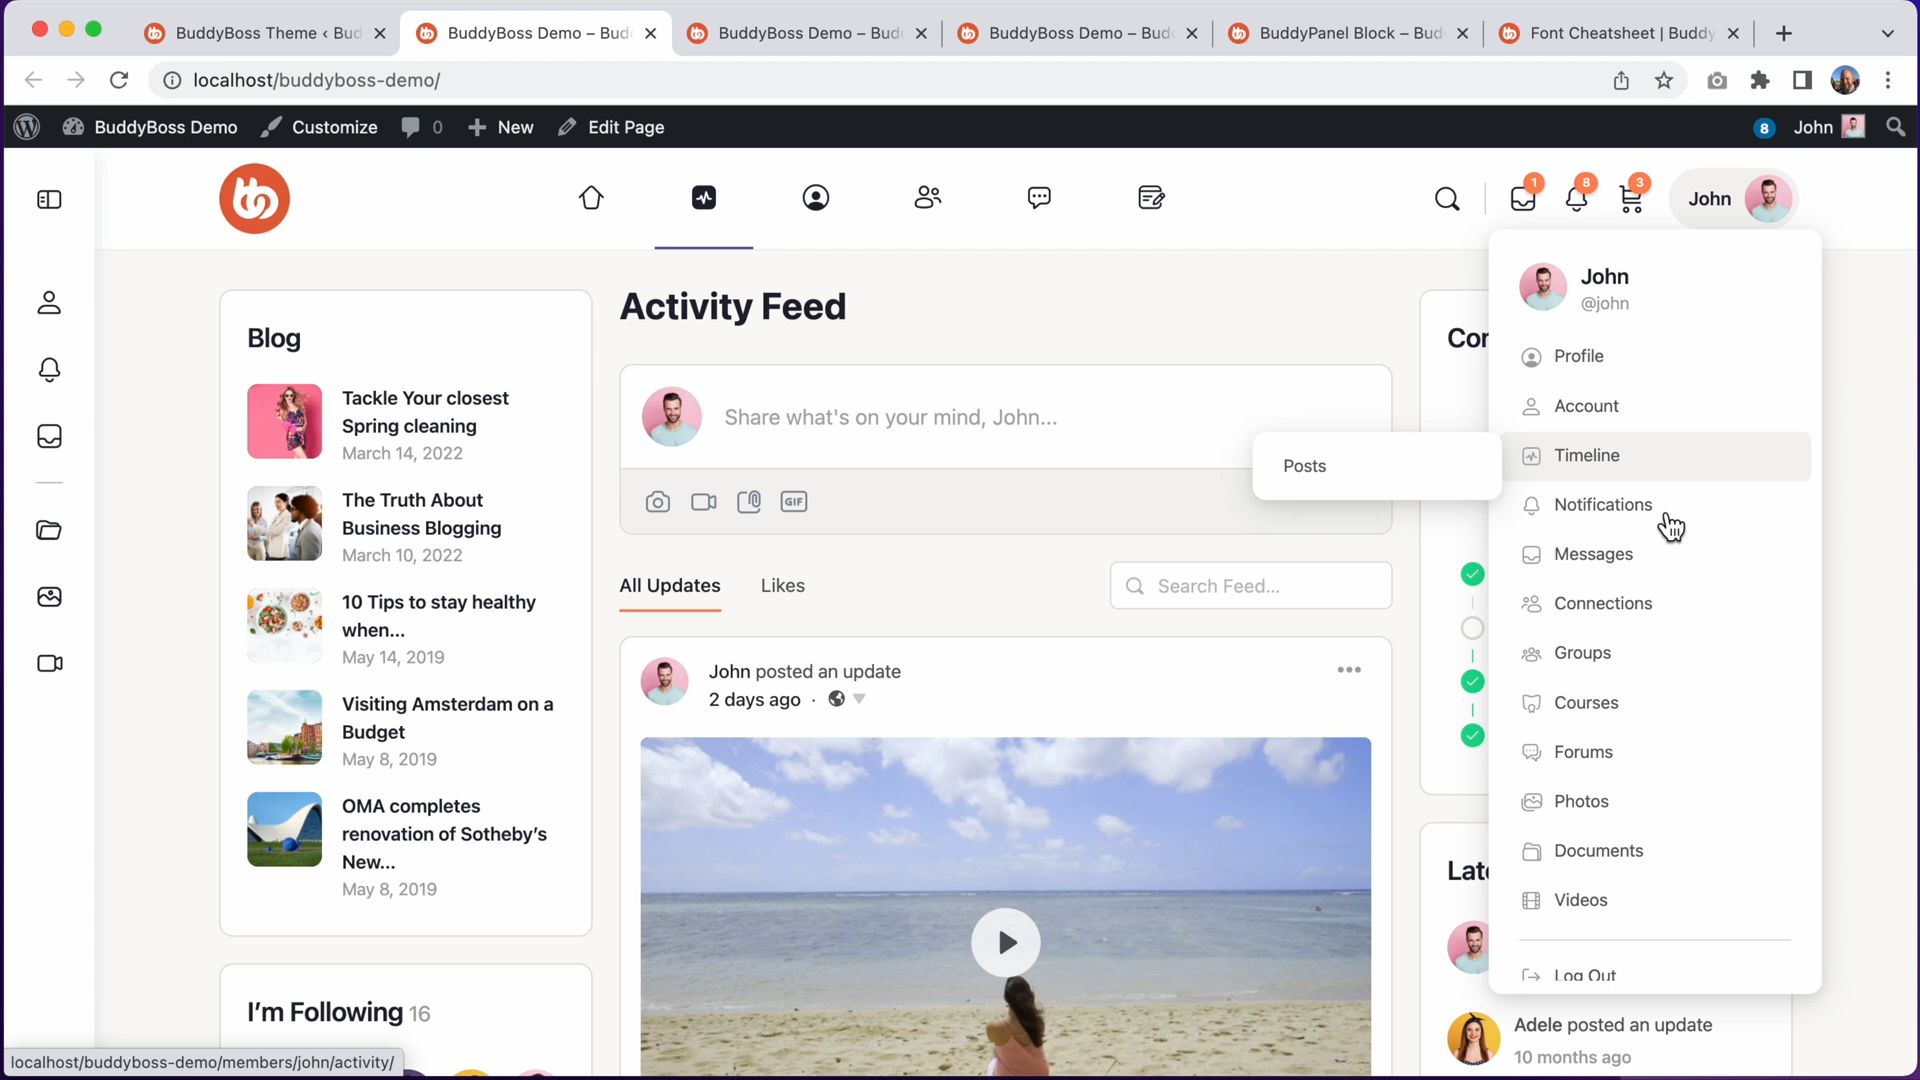 BuddyBoss Theme ‹ Bud
BuddyBoss Demo – Bud
BuddyBoss Demo – Bud
BuddyBoss Demo – Bud
BuddyPanel Block – Bud
Font Cheatsheet | Buddy
localhost/buddyboss-demo/
BuddyBoss Demo
Customize
0
New
Edit Page
8
John
1
8
3
John
Blog
Tackle Your closest
Spring cleaning
March 14, 2022
The Truth About
Business Blogging
March 10, 2022
10 Tips to stay healthy
when...
May 14, 2019
Visiting Amsterdam on a
Budget
May 8, 2019
OMA completes
renovation of Sotheby’s
New...
May 8, 2019
I’m Following 16
Activity Feed
Share what's on your mind, John...
GIF
All Updates
Likes
Search Feed...
John posted an update
2 days ago ·
Posts
Con
John
@john
Profile
Account
Timeline
Notifications
Messages
Connections
Groups
Courses
Forums
Photos
Documents
Videos
Log Out
Late
Adele posted an update
10 months ago
localhost/buddyboss-demo/members/john/activity/